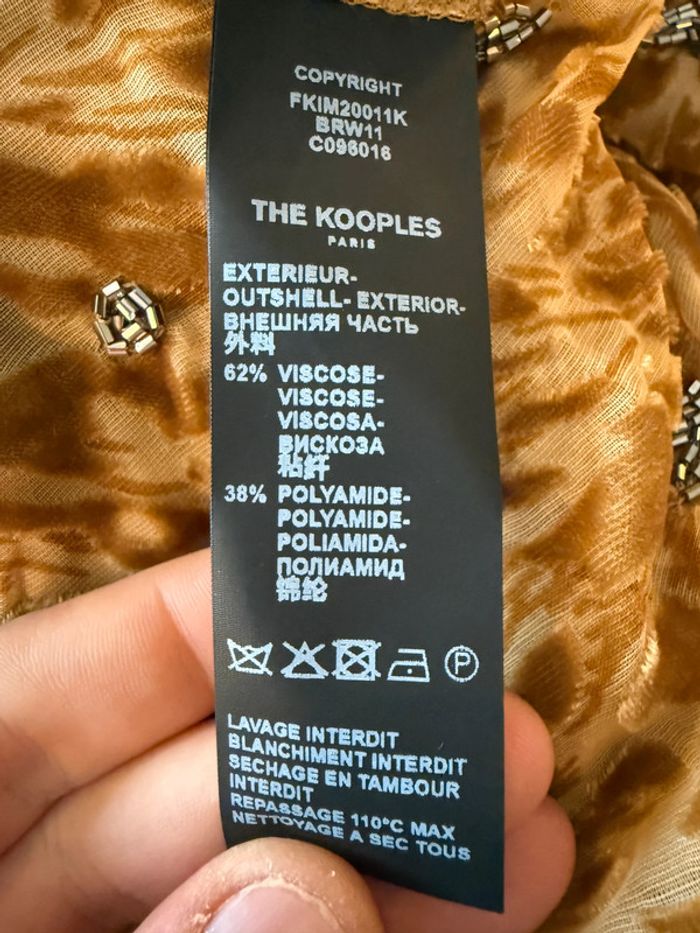 COPYRIGHT
FKIM20011K
BRW11
C096016
THE KOOPLES
PARIS
EXTERIEUR-
OUTSHELL- EXTERIOR-
ВНЕШНЯЯ ЧАСТЬ
外料
62% VISCOSE-
VISCOSE-
VISCOSA-
ВИСКОЗА
粘纤
38% POLYAMIDE-
POLYAMIDE-
POLIAMIDA-
ПОЛИАМИД
锦纶
P
LAVAGE INTERDIT
BLANCHIMENT INTERDIT
SECHAGE EN TAMBOUR
INTERDIT
REPASSAGE 110°C MAX
NETTOYAGE A SEC TOUS